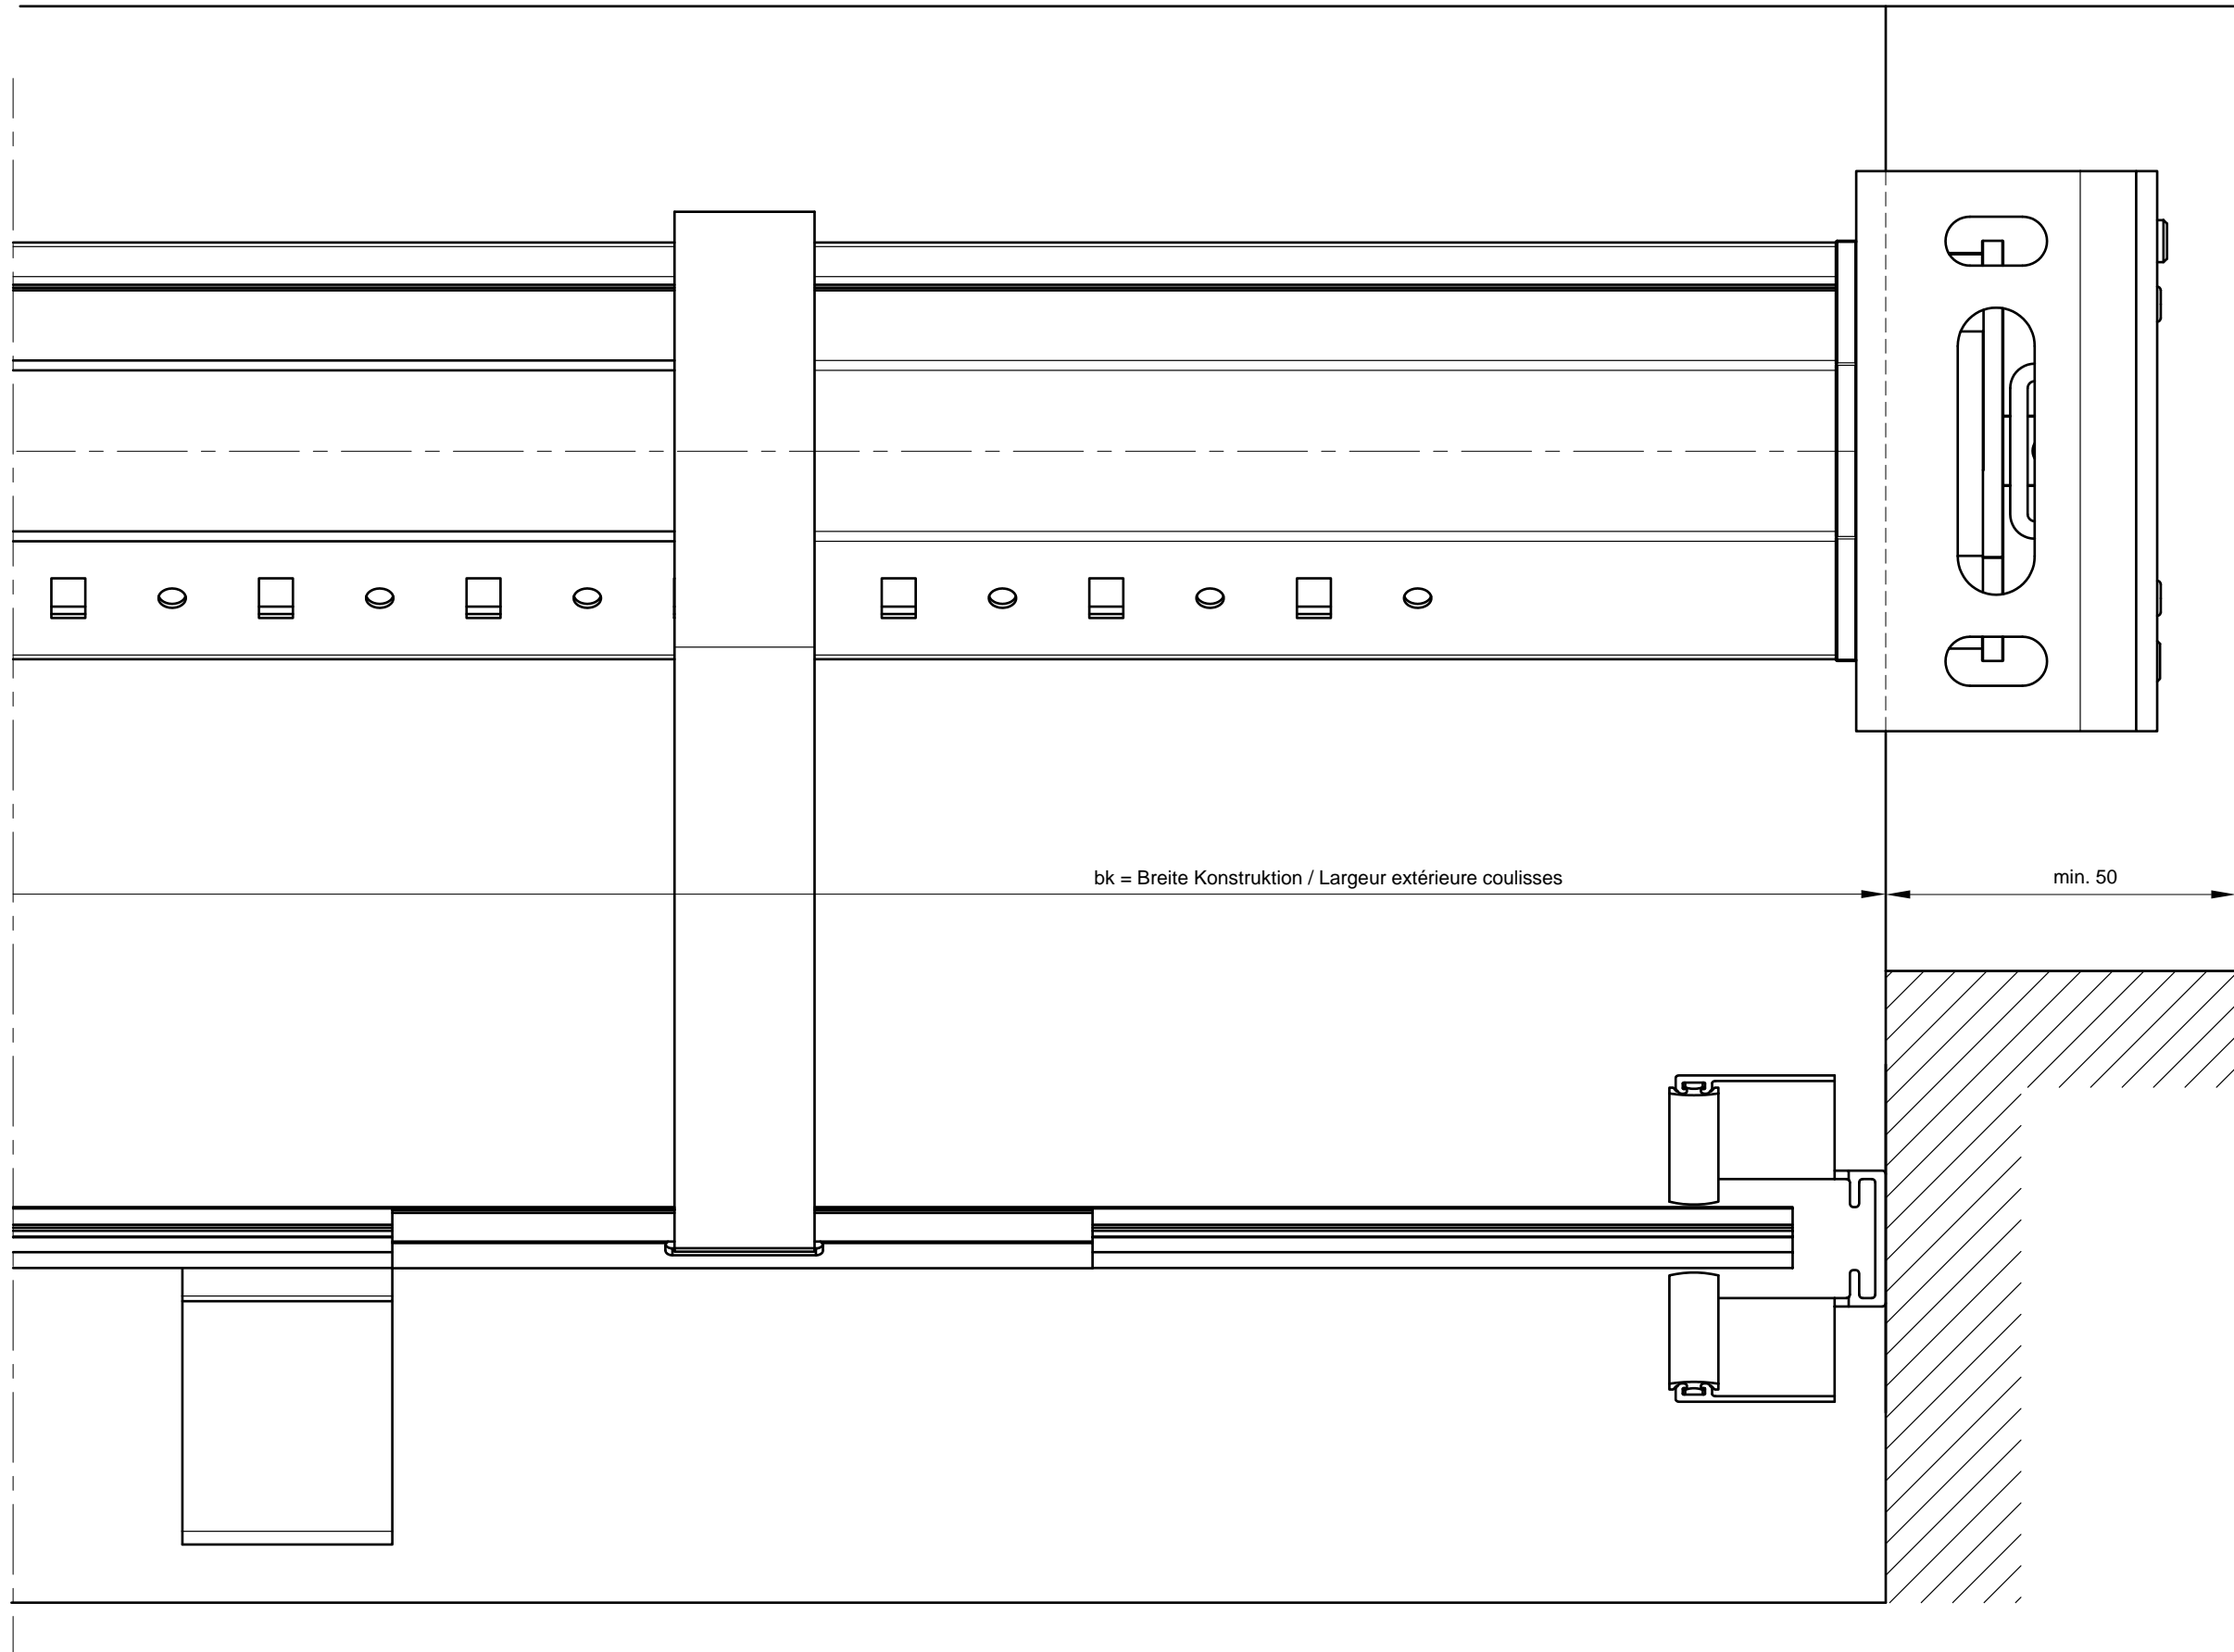 bk = Breite Konstruktion / Largeur extérieure coulisses
min. 50